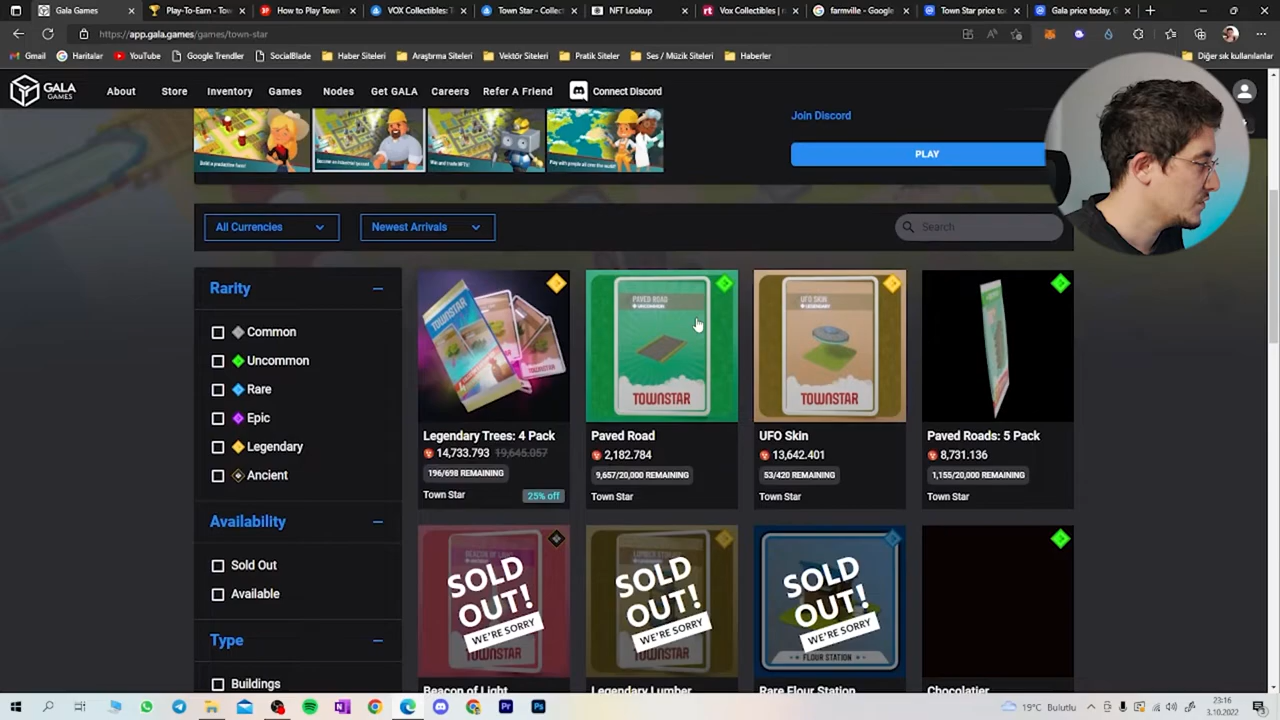 Gala Games
Play-To-Earn - Tow
How to Play Town
VOX Collectibles: T
Town Star - Collect
NFT Lookup
Vox Collectibles | n
farmville - Google
Town Star price to
Gala price today, G
https://app.gala.games/games/town-star
Gmail
Haritalar
YouTube
Google Trendler
SocialBlade
Haber Siteleri
Araştırma Siteleri
Vektör Siteleri
Pratik Siteler
Ses / Müzik Siteleri
Haberler
Diğer sık kullanılanlar
GALA
GAMES
About
Store
Inventory
Games
Nodes
Get GALA
Careers
Refer A Friend
Connect Discord
Join Discord
PLAY
All Currencies
Newest Arrivals
Search
Rarity
Common
Uncommon
Rare
Epic
Legendary
Ancient
Availability
Sold Out
Available
Type
Buildings
TOWNSTAR
Legendary Trees: 4 Pack
14,733.793 19,645.057
196/698 REMAINING
Town Star
25% off
PAVED ROAD
UNCOMMON
TOWNSTAR
Paved Road
2,182.784
9,657/20,000 REMAINING
Town Star
UFO SKIN
LEGENDARY
TOWNSTAR
UFO Skin
13,642.401
53/420 REMAINING
Town Star
Paved Roads: 5 Pack
8,731.136
1,155/20,000 REMAINING
Town Star
SOLD
OUT!
WE'RE SORRY
TOWNSTAR
Beacon of Light
SOLD
OUT!
WE'RE SORRY
TOWNSTAR
Legendary Lumber
SOLD
OUT!
WE'RE SORRY
FLOUR STATION
Rare Flour Station
Chocolatier
19°C Bulutlu
23:16
3.10.2022